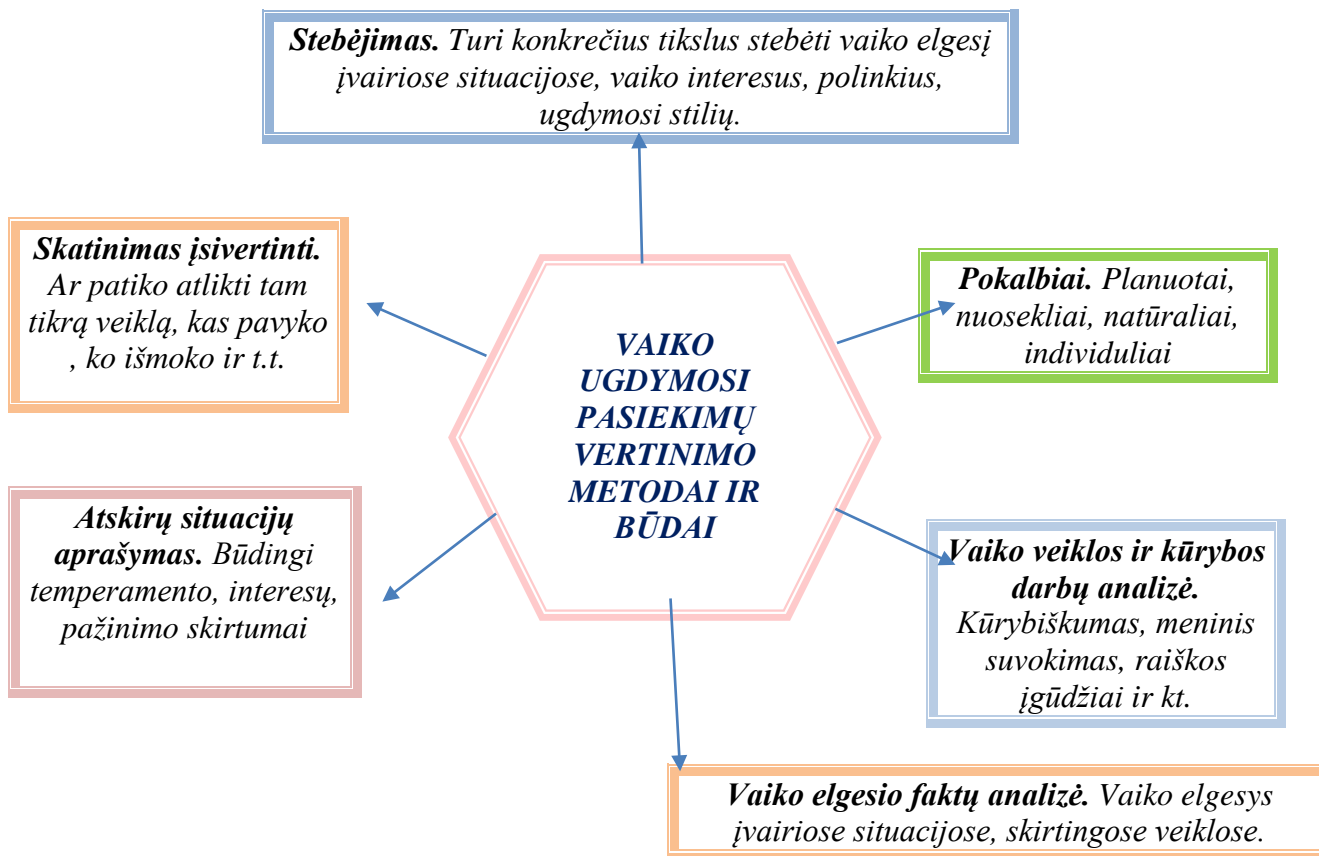 Stebėjimas. Turi konkrečius tikslus stebėti vaiko elgesį
įvairiose situacijose, vaiko interesus, polinkius,
ugdymosi stilių.
Skatinimas įsivertinti.
Ar patiko atlikti tam
tikrą veiklą, kas pavyko
, ko išmoko ir t.t.
Pokalbiai. Planuotai,
nuosekliai, natūraliai,
individuliai
VAIKO
UGDYMOSI
PASIEKIMŲ
VERTINIMO
METODAI IR
BŪDAI
Atskirų situacijų
aprašymas. Būdingi
temperamento, interesų,
pažinimo skirtumai
Vaiko veiklos ir kūrybos
darbų analizė.
Kūrybiškumas, meninis
suvokimas, raiškos
įgūdžiai ir kt.
Vaiko elgesio faktų analizė. Vaiko elgesys
įvairiose situacijose, skirtingose veiklose.